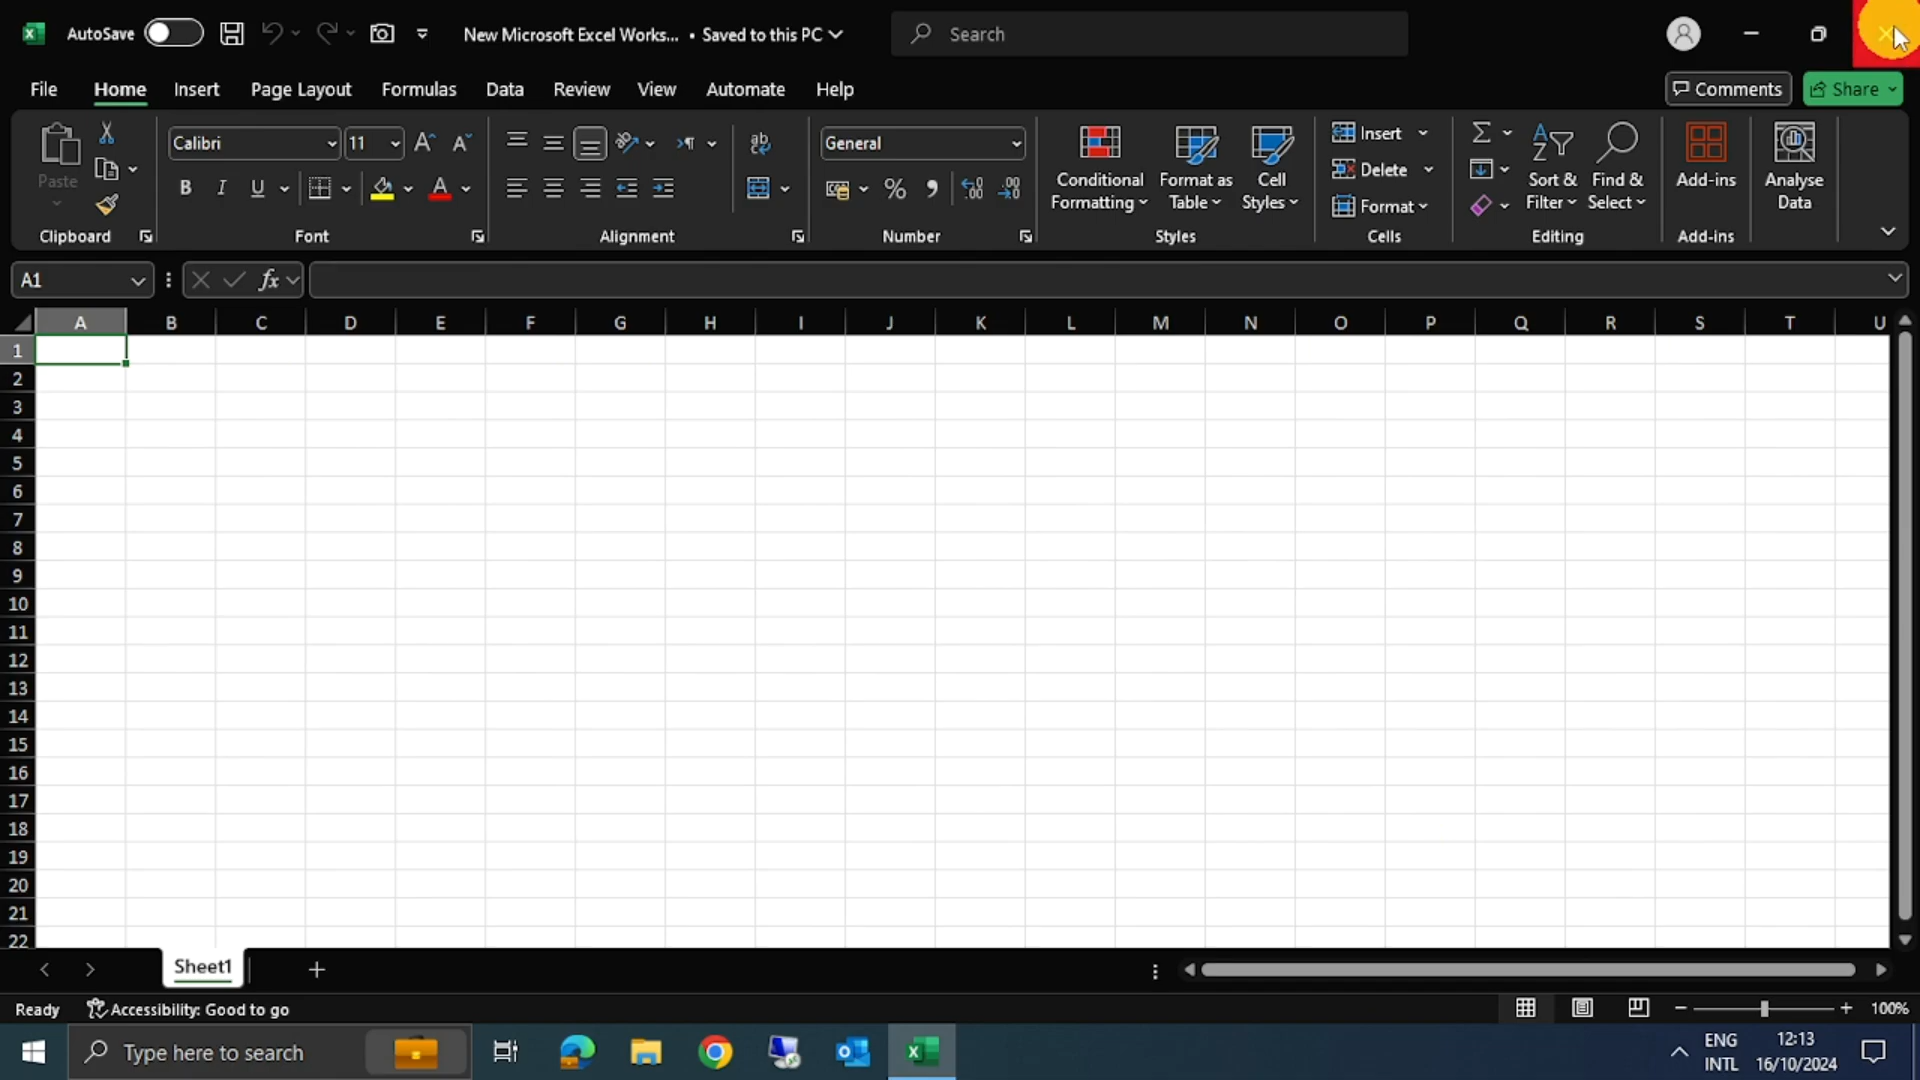 AutoSave New Microsoft Excel Works... • Saved to this PC Search
File Home Insert Page Layout Formulas Data Review View Automate Help Comments Share
Paste
Clipboard
Calibri 11
B I U A
Font
ab
Alignment
General
%
Number
Conditional Formatting
Format as Table
Cell Styles
Styles
Insert
Delete
Format
Cells
Sort & Filter
Find & Select
Editing
Add-ins
Add-ins
Analyse Data
A1 fx
A B C D E F G H I J K L M N O P Q R S T U
1
2
3
4
5
6
7
8
9
10
11
12
13
14
15
16
17
18
19
20
21
22
Sheet1
Ready Accessibility: Good to go 100%
Type here to search
ENG 12:13
INTL 16/10/2024